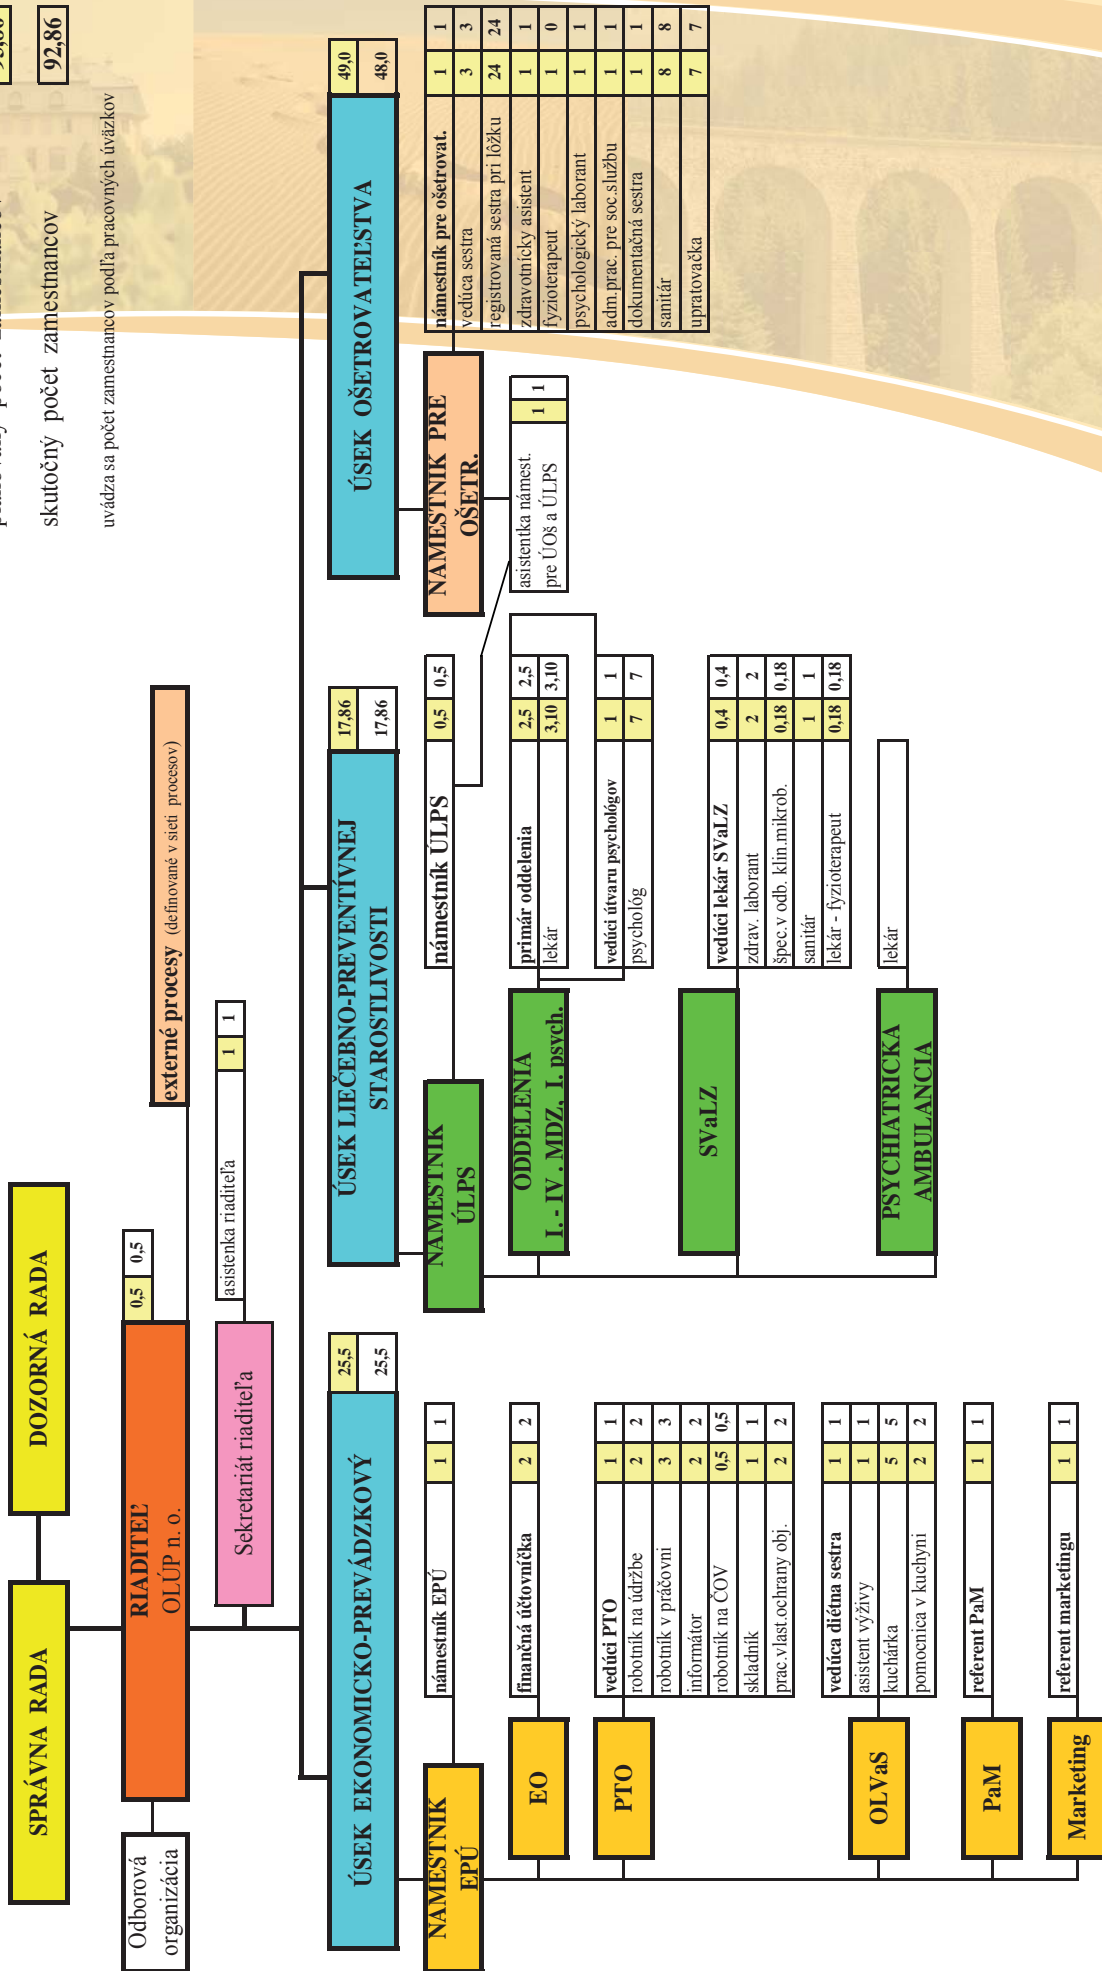 92,86
skutočný počet zamestnancov
uvádza sa počet zamestnancov podľa pracovných úväzkov
SPRÁVNA RADA
DOZORNÁ RADA
Odborová
organizácia
RIADITEĽ
OLÚP n. o.
0,5 0,5
externé procesy (definované v sieti procesov)
Sekretariát riaditeľa
asistenka riaditeľa 1 1
ÚSEK EKONOMICKO-PREVÁDZKOVÝ
25,5
25,5
NAMESTNIK
EPÚ
námestník EPÚ 1 1
EO
finančná účtovníčka 2 2
PTO
vedúci PTO 1 1
robotník na údržbe 2 2
robotník v práčovni 3 3
informátor 2 2
robotník na ČOV 0,5 0,5
skladník 1 1
prac.vlast.ochrany obj. 2 2
OLVaS
vedúca diétna sestra 1 1
asistent výživy 1 1
kuchárka 5 5
pomocnica v kuchyni 2 2
PaM
referent PaM 1 1
Marketing
referent marketingu 1 1
ÚSEK LIEČEBNO-PREVENTÍVNEJ
STAROSTLIVOSTI
17,86
17,86
NAMESTNIK
ÚLPS
námestník ÚLPS 0,5 0,5
ODDELENIA
I. - IV . MDZ, I. psych.
primár oddelenia 2,5 2,5
lekár 3,10 3,10
vedúci útvaru psychológov 1 1
psychológ 7 7
SVaLZ
vedúci lekár SVaLZ 0,4 0,4
zdrav. laborant 2 2
špec.v odb. klin.mikrob. 0,18 0,18
sanitár 1 1
lekár - fyzioterapeut 0,18 0,18
PSYCHIATRICKA
AMBULANCIA
lekár
ÚSEK OŠETROVATEĽSTVA
49,0
48,0
NAMESTNIK PRE
OŠETR.
námestník pre ošetrovat. 1 1
vedúca sestra 3 3
registrovaná sestra pri lôžku 24 24
zdravotnícky asistent 1 1
fyzioterapeut 1 0
psychologický laborant 1 1
adm.prac. pre soc.službu 1 1
dokumentačná sestra 1 1
sanitár 8 8
upratovačka 7 7
asistentka námest.
pre ÚOš a ÚLPS
1 1